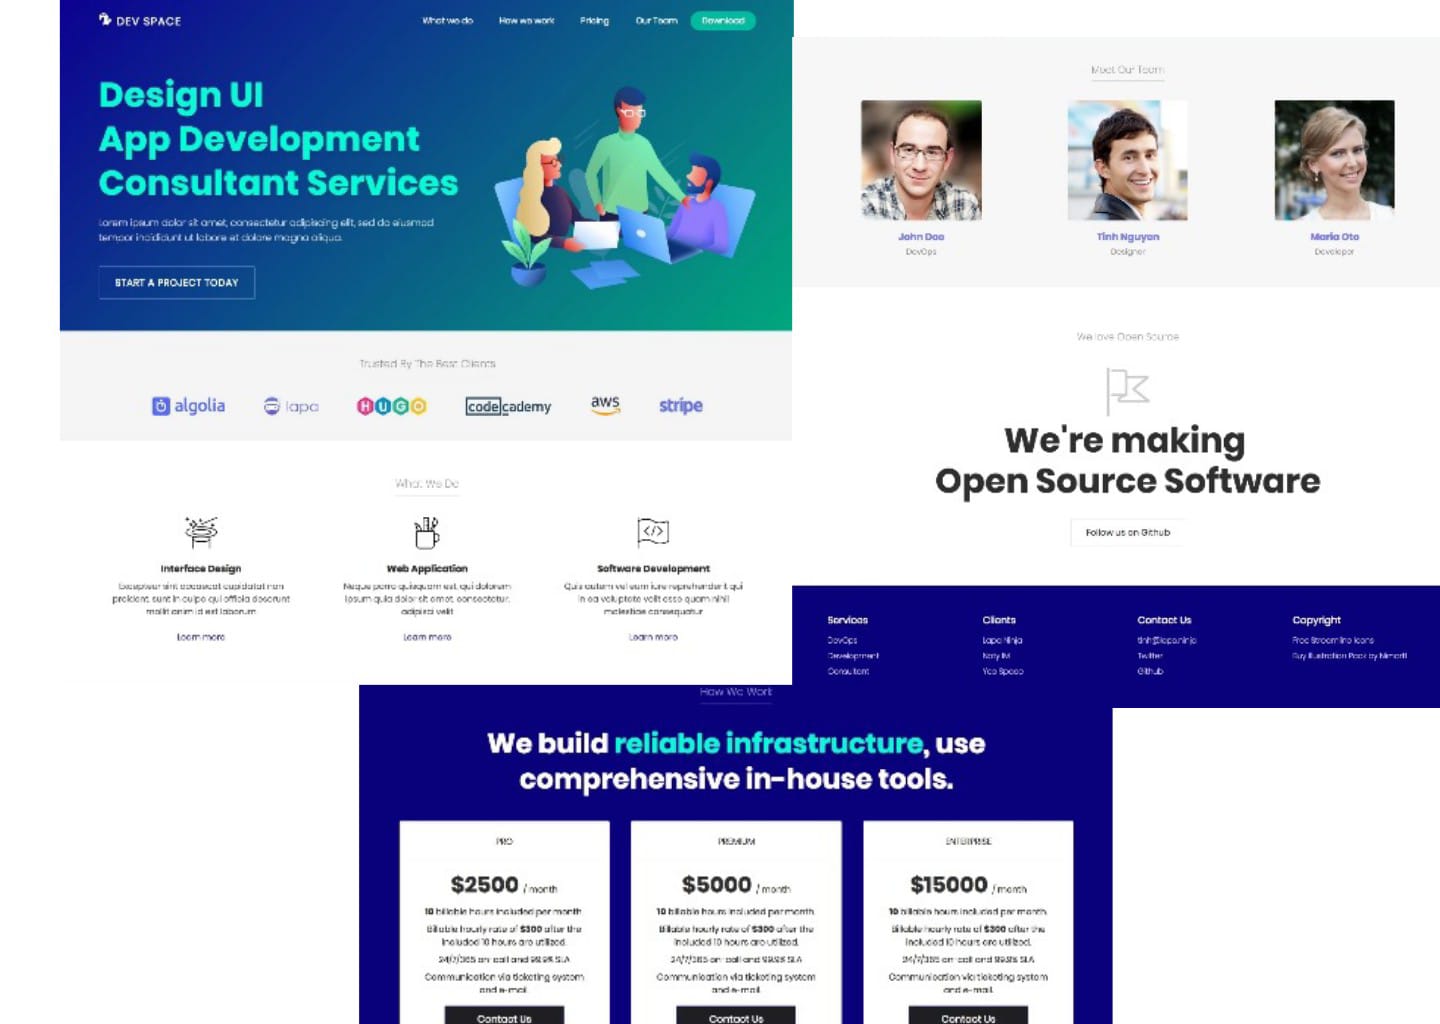 DEV SPACE
What we do
How we work
Pricing
Our Team
Download
Design UI
App Development
Consultant Services
Lorem ipsum dolor sit amet, consectetur adipiscing elit, sed do eiusmod
tempor incididunt ut labore et dolore magna aliqua.
START A PROJECT TODAY
Trusted By The Best Clients
algolia
lapa
HUGO
codecademy
aws
stripe
What We Do
Interface Design
Excepteur sint occaecat cupidatat non
proident, sunt in culpa qui officia deserunt
mollit anim id est laborum
Learn more
Web Application
Neque porro quisquam est, qui dolorem
ipsum quia dolor sit amet, consectetur,
adipisci velit
Learn more
Software Development
Quis autem vel eum iure reprehenderit qui
in ea voluptate velit esse quam nihil
molestiae consequatur
Learn more
Meet Our Team
John Doe
DevOps
Tinh Nguyen
Designer
Maria Oto
Developer
We love Open Source
We're making
Open Source Software
Follow us on Github
Services
DevOps
Development
Consultant
Clients
Lapa Ninja
Naty IM
Yoo Space
Contact Us
tinh@lapa.ninja
Twitter
Github
Copyright
Free Streamline Icons
Buy Illustration Pack by Nimartt
How We Work
We build reliable infrastructure, use
comprehensive in-house tools.
PRO
$2500 / month
10 billable hours included per month
Billable hourly rate of $300 after the
included 10 hours are utilized.
24/7/365 on-call and 99.9% SLA
Communication via ticketing system
and e-mail.
Contact Us
PREMIUM
$5000 / month
10 billable hours included per month
Billable hourly rate of $300 after the
included 10 hours are utilized.
24/7/365 on-call and 99.9% SLA
Communication via ticketing system
and e-mail.
Contact Us
ENTERPRISE
$15000 / month
10 billable hours included per month
Billable hourly rate of $300 after the
included 10 hours are utilized.
24/7/365 on-call and 99.9% SLA
Communication via ticketing system
and e-mail.
Contact Us